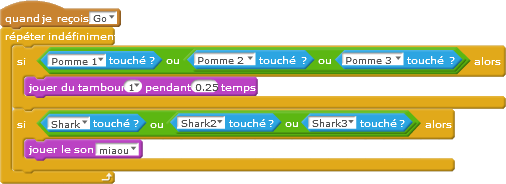 quand je reçois Go
répéter indéfiniment
si Pomme 1 touché ? ou Pomme 2 touché ? ou Pomme 3 touché ? alors
jouer du tambour 1 pendant 0.25 temps
si Shark touché ? ou Shark2 touché ? ou Shark3 touché ? alors
jouer le son miaou